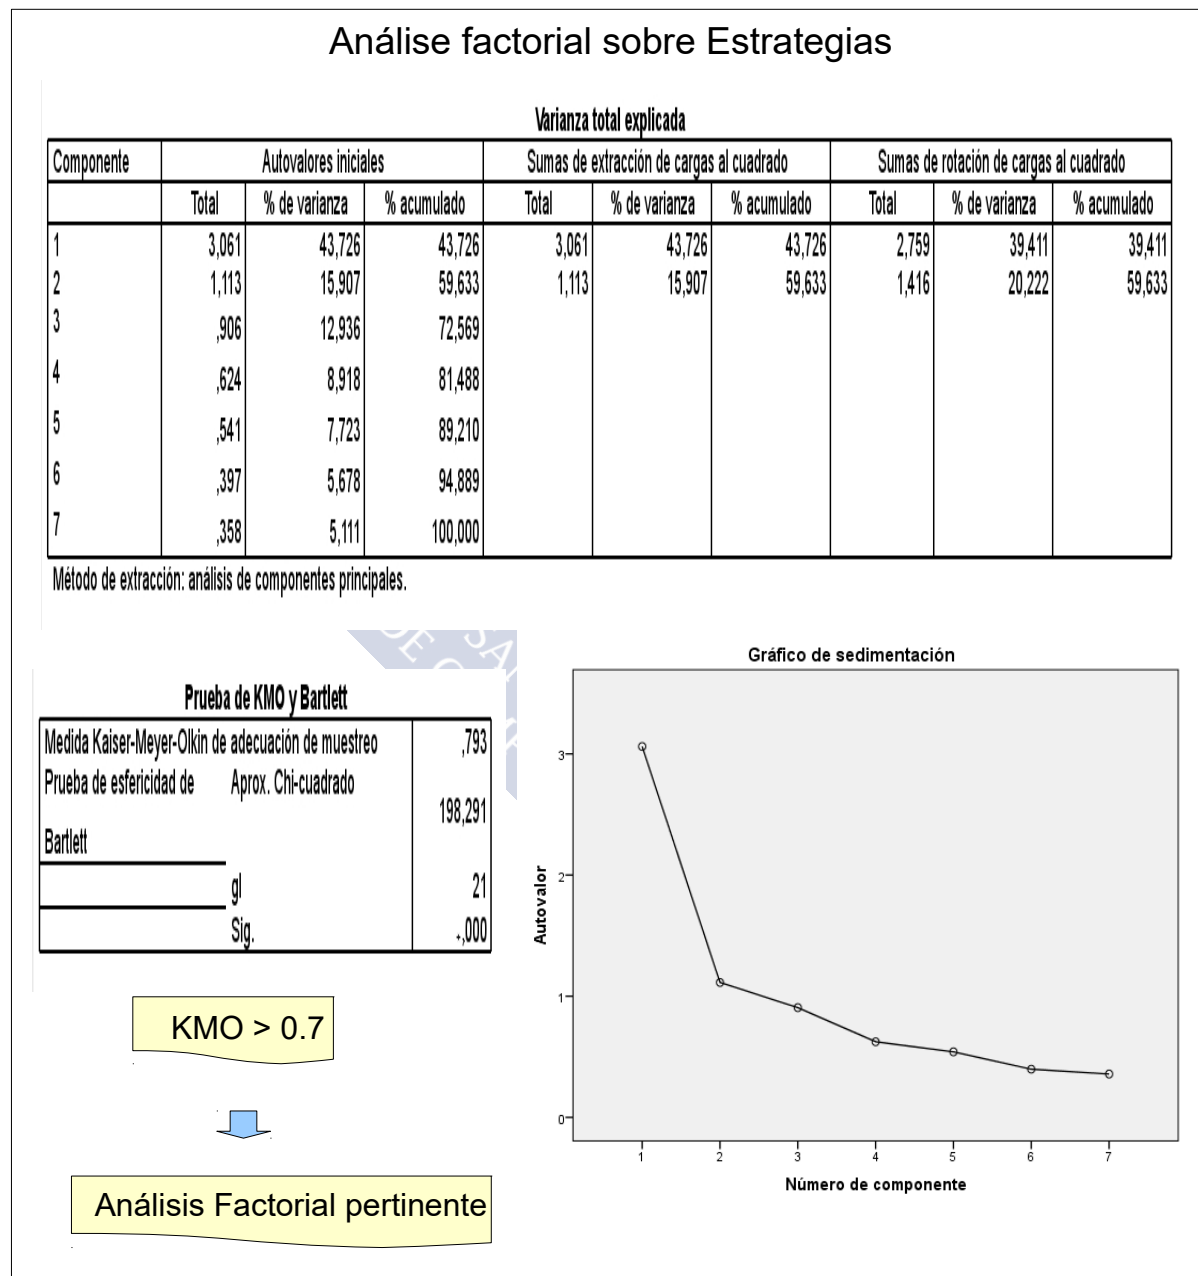 Análise factorial sobre Estrategias
Varianza total explicada
Componente Autovalores iniciales Sumas de extracción de cargas al cuadrado Sumas de rotación de cargas al cuadrado
Total % de varianza % acumulado Total % de varianza % acumulado Total % de varianza % acumulado
1 3,061 43,726 43,726 3,061 43,726 43,726 2,759 39,411 39,411
2 1,113 15,907 59,633 1,113 15,907 59,633 1,416 20,222 59,633
3 ,906 12,936 72,569
4 ,624 8,918 81,488
5 ,541 7,723 89,210
6 ,397 5,678 94,889
7 ,358 5,111 100,000
Método de extracción: análisis de componentes principales.
Prueba de KMO y Bartlett
Medida Kaiser-Meyer-Olkin de adecuación de muestreo ,793
Prueba de esfericidad de Aprox. Chi-cuadrado
198,291
Bartlett
gl 21
Sig. ,000
KMO > 0.7
Análisis Factorial pertinente
Gráfico de sedimentación
Autovalor
3
2
1
0
1 2 3 4 5 6 7
Número de componente